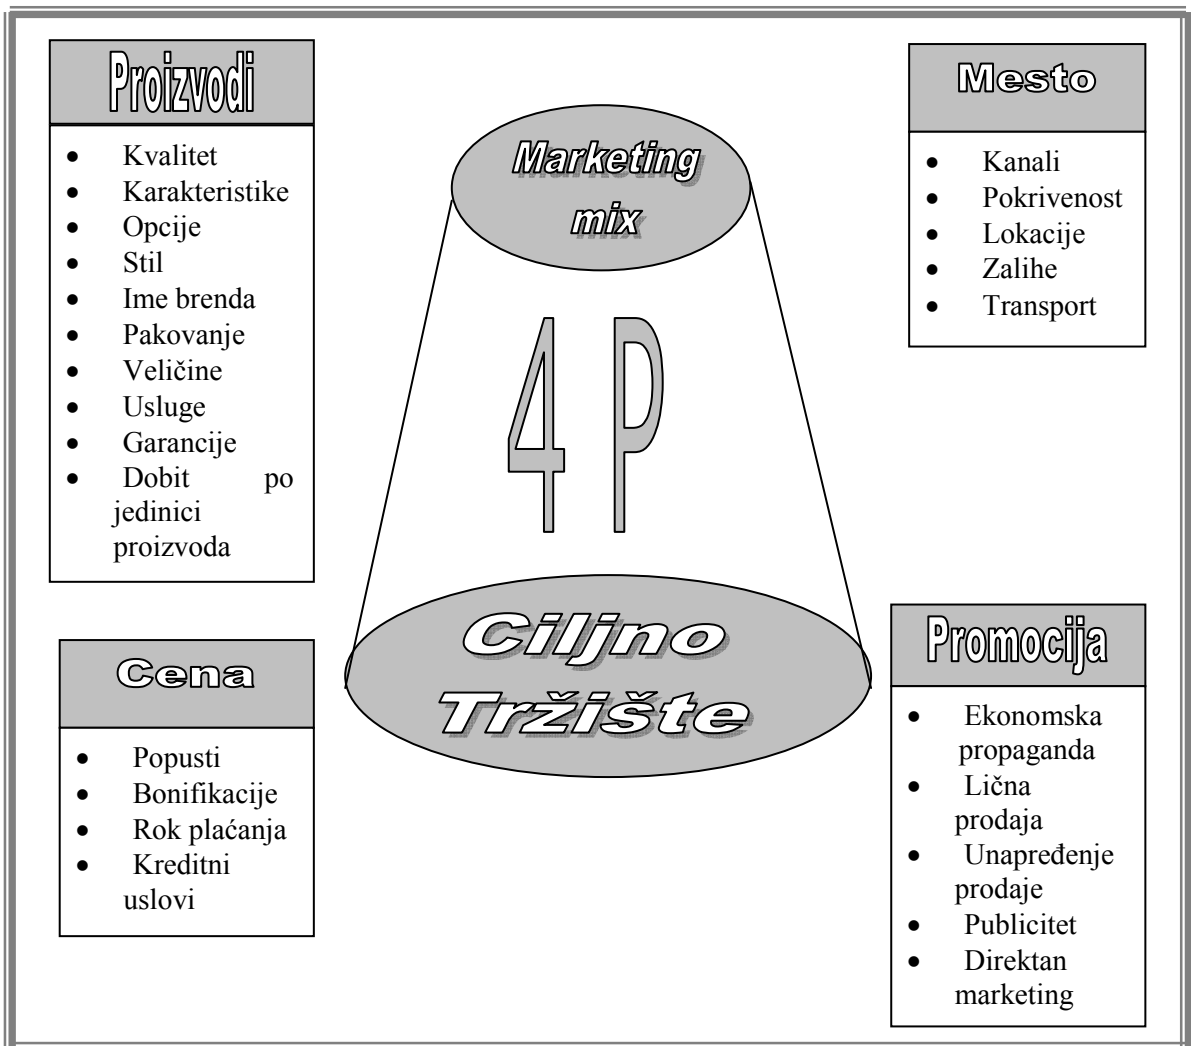 Proizvodi
• Kvalitet
• Karakteristike
• Opcije
• Stil
• Ime brenda
• Pakovanje
• Veličine
• Usluge
• Garancije
• Dobit po
jedinici
proizvoda
Marketing
mix
4 P
Ciljno
Tržište
Mesto
• Kanali
• Pokrivenost
• Lokacije
• Zalihe
• Transport
Cena
• Popusti
• Bonifikacije
• Rok plaćanja
• Kreditni
uslovi
Promocija
• Ekonomska
propaganda
• Lična
prodaja
• Unapređenje
prodaje
• Publicitet
• Direktan
marketing